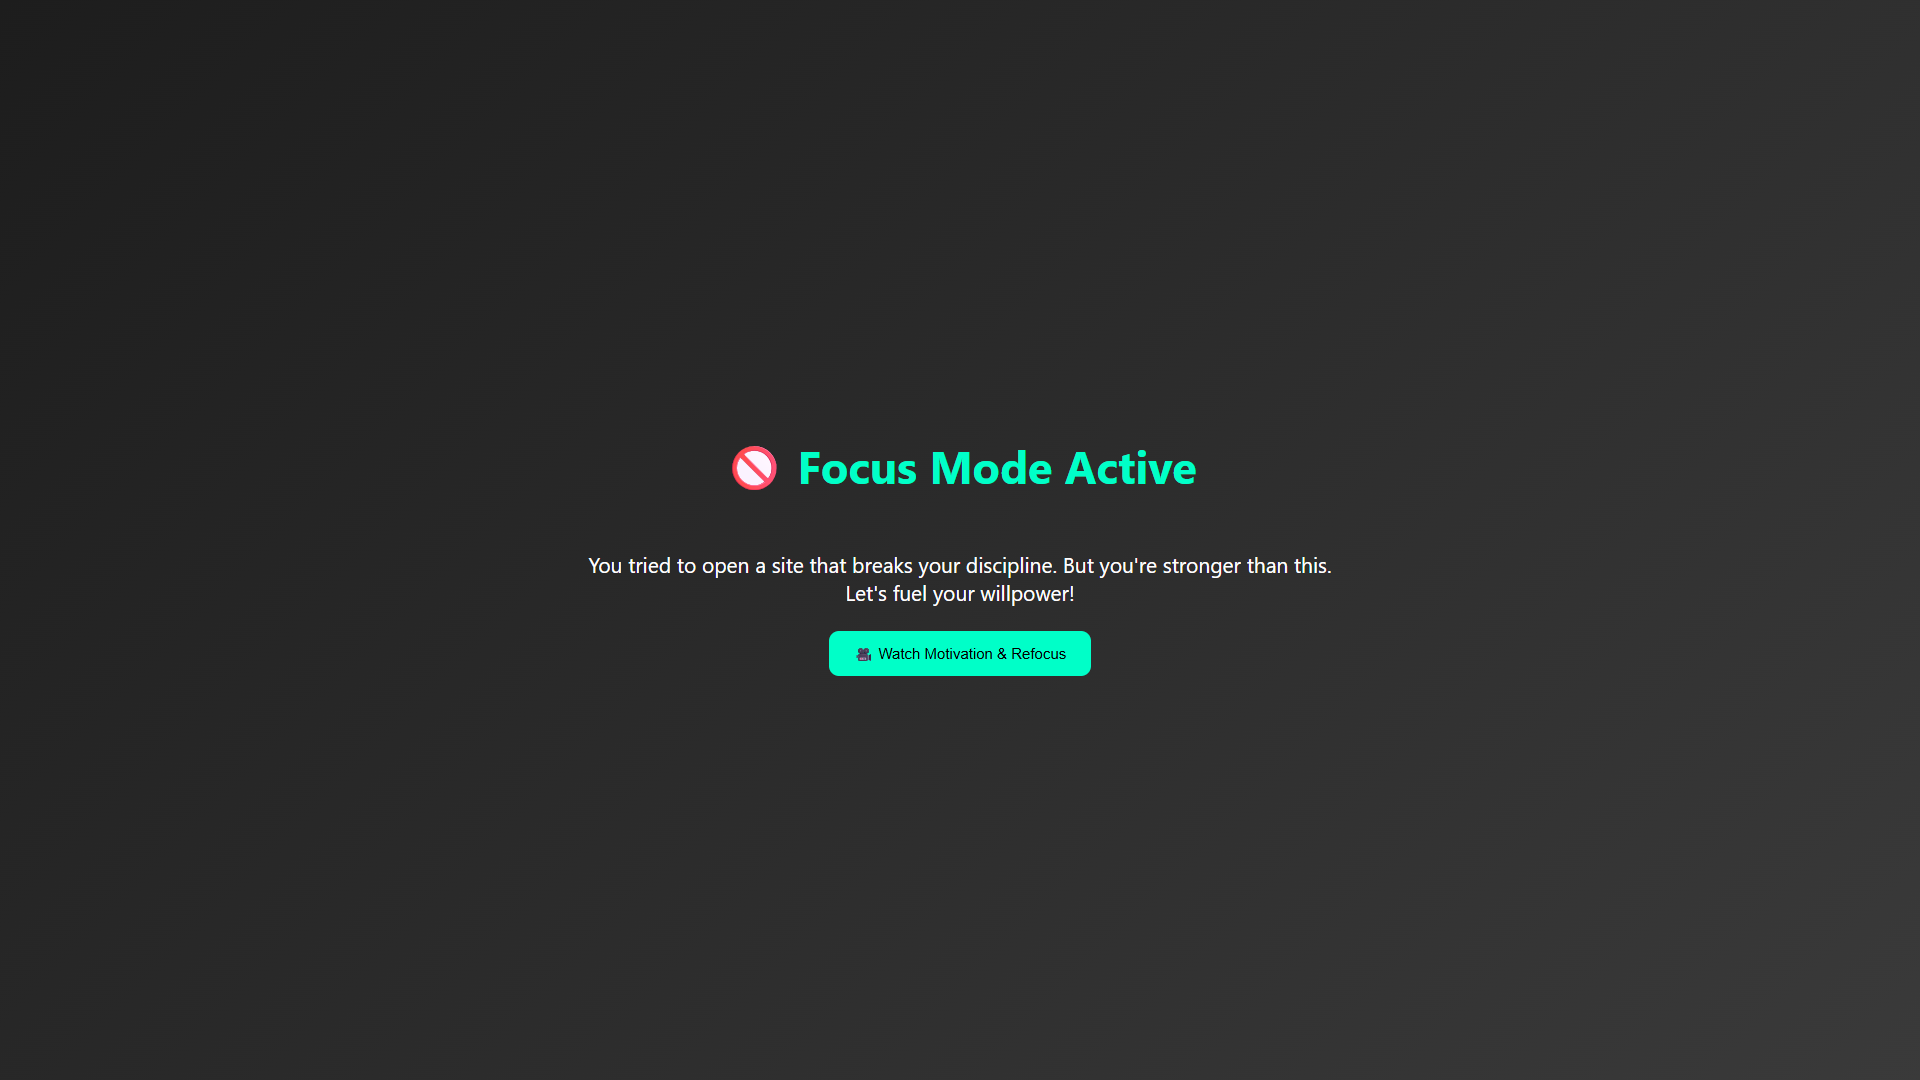 🚫 Focus Mode Active
You tried to open a site that breaks your discipline. But you're stronger than this.
Let's fuel your willpower!
🎥 Watch Motivation & Refocus